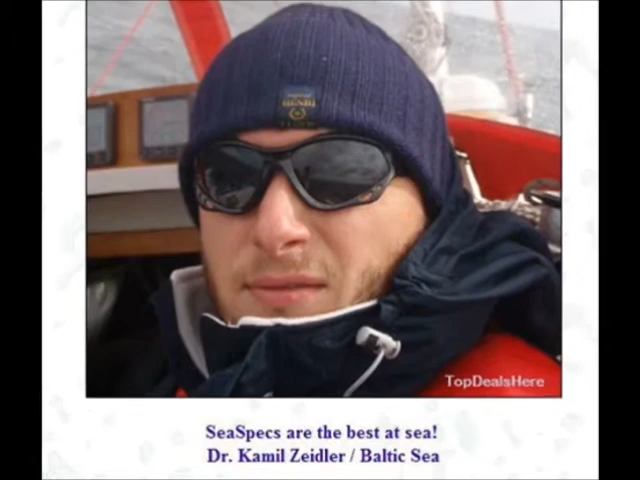 TopDealsHere
SeaSpecs are the best at sea!
Dr. Kamil Zeidler / Baltic Sea